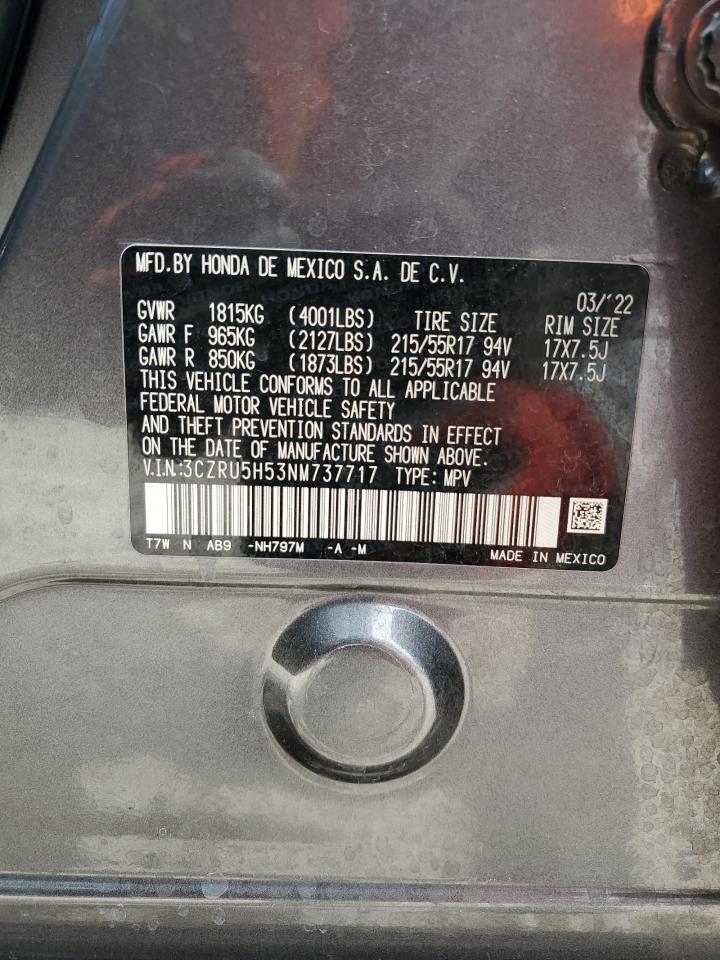 MFD.BY HONDA DE MEXICO S.A. DE C.V.
03/'22
GVWR 1815KG (4001LBS) TIRE SIZE RIM SIZE
GAWR F 965KG (2127LBS) 215/55R17 94V 17X7.5J
GAWR R 850KG (1873LBS) 215/55R17 94V 17X7.5J
THIS VEHICLE CONFORMS TO ALL APPLICABLE
FEDERAL MOTOR VEHICLE SAFETY
AND THEFT PREVENTION STANDARDS IN EFFECT
ON THE DATE OF MANUFACTURE SHOWN ABOVE.
V.I.N.:3CZRU5H53NM737717 TYPE: MPV
T7W N AB9 -NH797M -A -M MADE IN MEXICO